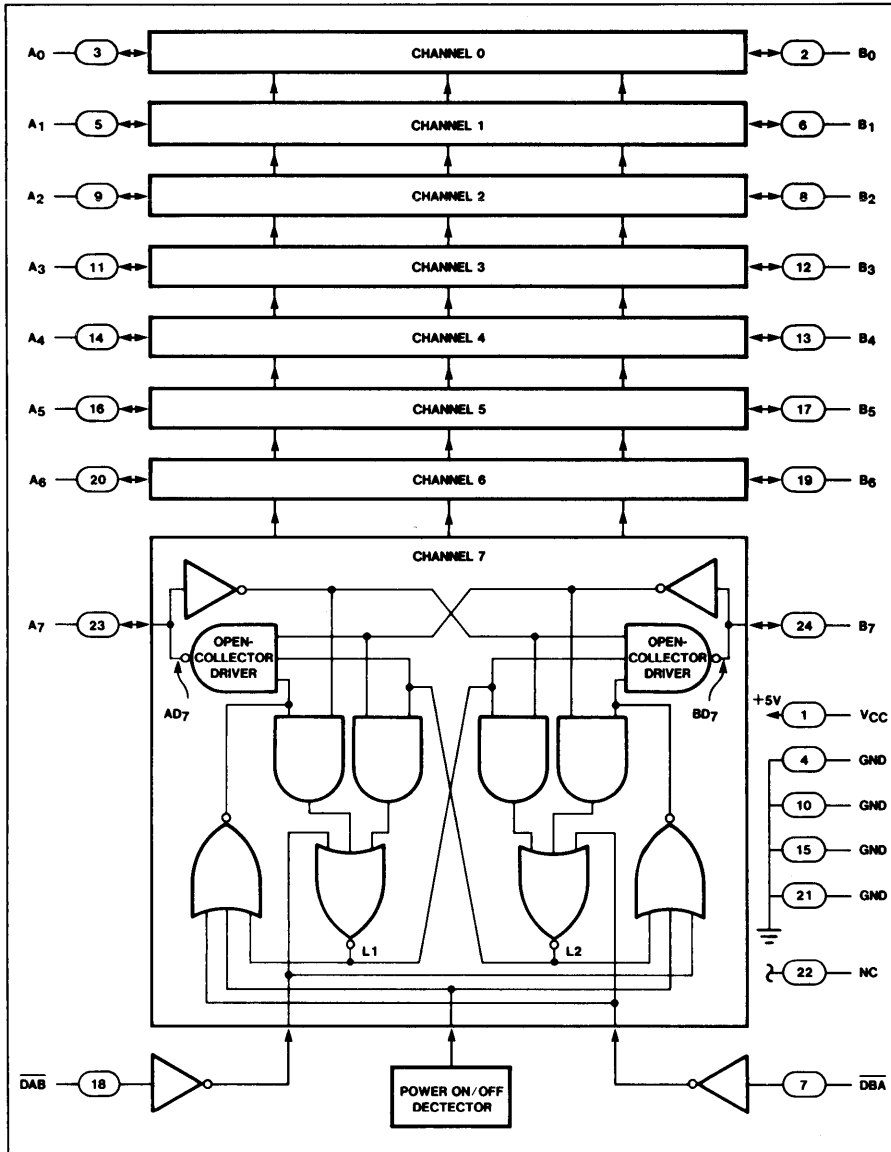 A0 3 CHANNEL 0 2 B0
A1 5 CHANNEL 1 6 B1
A2 9 CHANNEL 2 8 B2
A3 11 CHANNEL 3 12 B3
A4 14 CHANNEL 4 13 B4
A5 16 CHANNEL 5 17 B5
A6 20 CHANNEL 6 19 B6
CHANNEL 7
A7 23 24 B7
OPEN-
COLLECTOR
DRIVER
OPEN-
COLLECTOR
DRIVER
AD7
BD7
+5V
1 VCC
4 GND
10 GND
15 GND
21 GND
L1
L2
22 NC
DAB 18
POWER ON/OFF
DECTECTOR
7 DBA